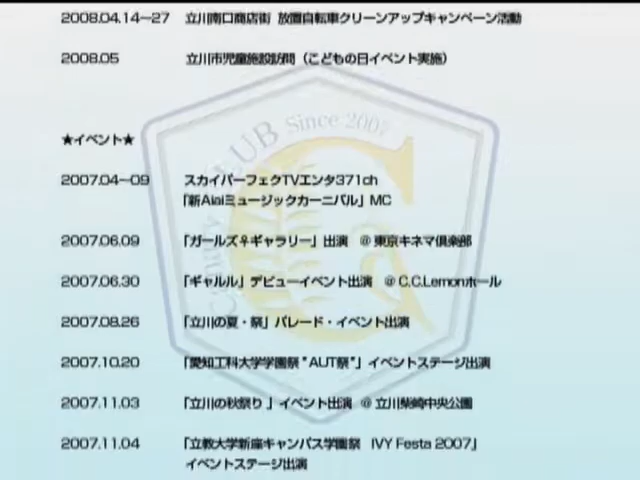 2008.04.14〜27 立川南口商店街 放置自転車クリーンアップキャンペーン活動
2008.05 立川市児童施設訪問（こどもの日イベント実施）
★イベント★
2007.04〜09 スカイパーフェクTVエンタ371ch
「新Aiaiミュージックカーニバル」MC
2007.06.09 「ガールズ♀ギャラリー」出演 @東京キネマ倶楽部
2007.06.30 「ギャルル」デビューイベント出演 @C.C.Lemonホール
2007.08.26 「立川の夏・祭」パレード・イベント出演
2007.10.20 「愛知工科大学学園祭"AUT祭"」イベントステージ出演
2007.11.03 「立川の秋祭り」イベント出演 @立川柴崎中央公園
2007.11.04 「立教大学新座キャンパス学園祭 IVY Festa 2007」
イベントステージ出演
CLUB Since 2007